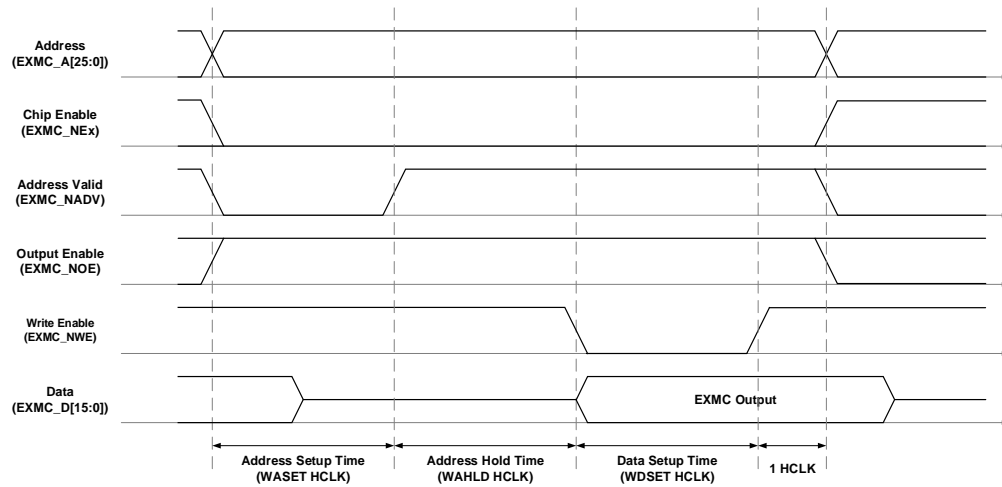 Address
(EXMC_A[25:0])
Chip Enable
(EXMC_NEx)
Address Valid
(EXMC_NADV)
Output Enable
(EXMC_NOE)
Write Enable
(EXMC_NWE)
Data
(EXMC_D[15:0])
EXMC Output
Address Setup Time
(WASET HCLK)
Address Hold Time
(WAHLD HCLK)
Data Setup Time
(WDSET HCLK)
1 HCLK